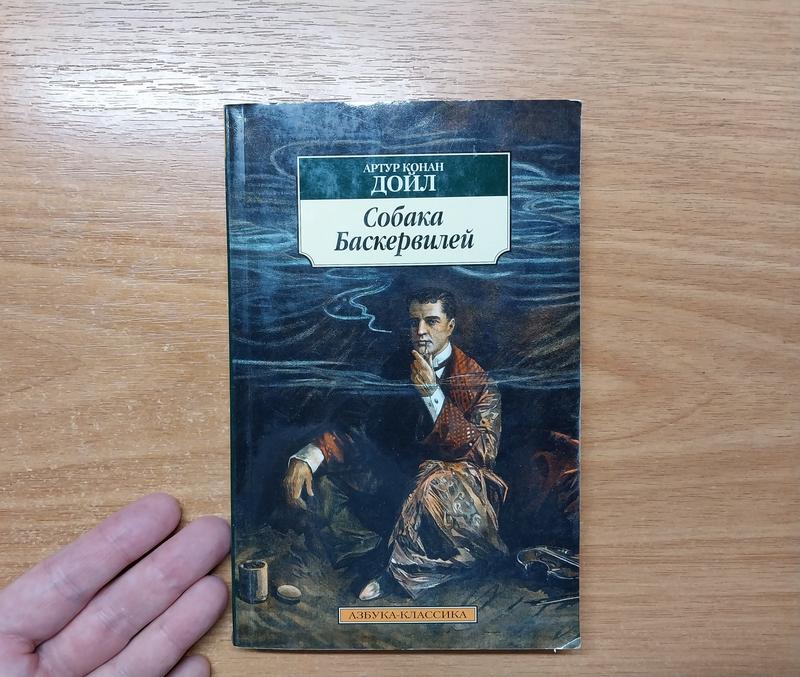 АРТУР КОНАН
ДОЙЛ
Собака
Баскервилей
АЗБУКА-КЛАССИКА